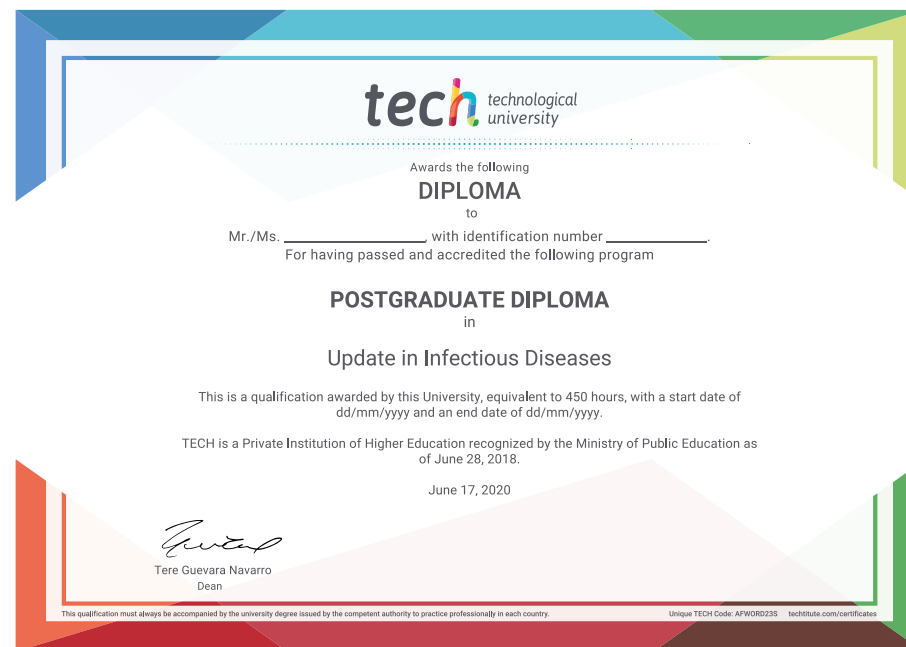 tech technological
university
Awards the following
DIPLOMA
to
Mr./Ms. ____________, with identification number ____________.
For having passed and accredited the following program
POSTGRADUATE DIPLOMA
in
Update in Infectious Diseases
This is a qualification awarded by this University, equivalent to 450 hours, with a start date of
dd/mm/yyyy and an end date of dd/mm/yyyy.
TECH is a Private Institution of Higher Education recognized by the Ministry of Public Education as
of June 28, 2018.
June 17, 2020
Tere Guevara Navarro
Dean
This qualification must always be accompanied by the university degree issued by the competent authority to practice professionally in each country. Unique TECH Code: AFWORD23S techtitute.com/certificates